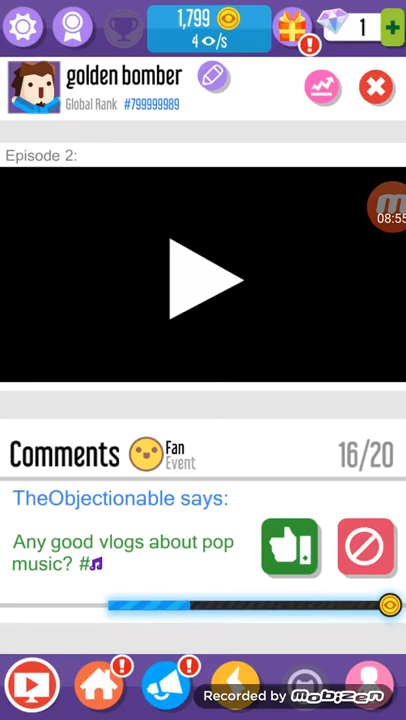 1,799
4 /s
1
golden bomber
Global Rank #799999989
Episode 2:
08:55
Comments
Fan
Event
16/20
TheObjectionable says:
Any good vlogs about pop
music? #
Recorded by mobizen